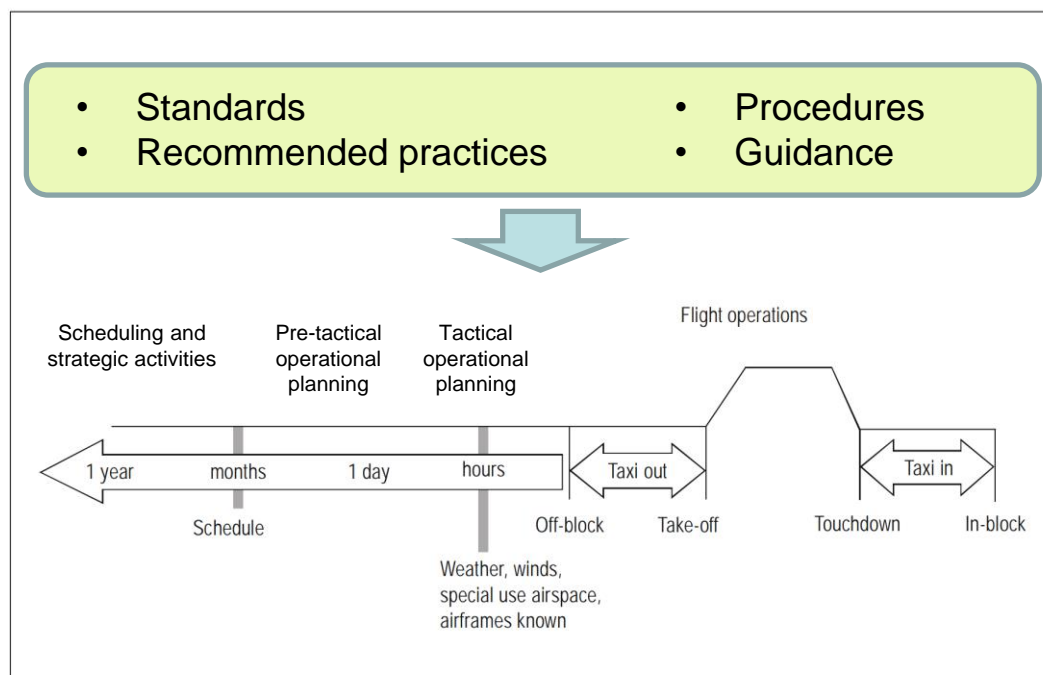 • Standards
• Recommended practices
• Procedures
• Guidance
Flight operations
Scheduling and
strategic activities
Pre-tactical
operational
planning
Tactical
operational
planning
1 year
months
1 day
hours
Taxi out
Taxi in
Schedule
Off-block
Take-off
Touchdown
In-block
Weather, winds,
special use airspace,
airframes known